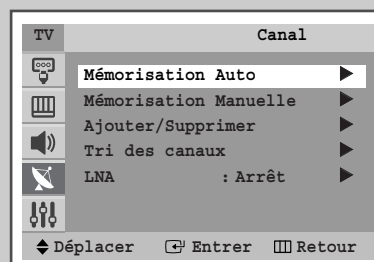 TV Canal
Mémorisation Auto
Mémorisation Manuelle
Ajouter/Supprimer
Tri des canaux
LNA : Arrêt
Déplacer Entrer Retour